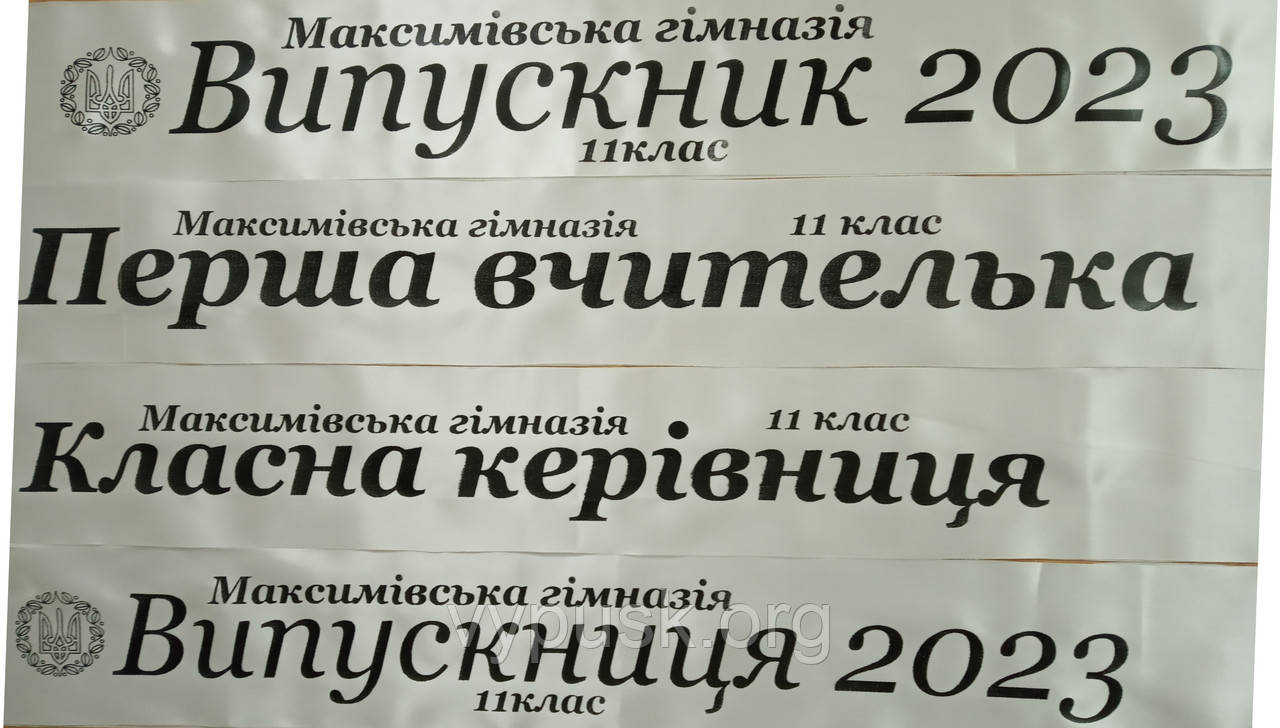 Максимівська гімназія
Випускник 2023
11клас
Максимівська гімназія 11 клас
Перша вчителька
Максимівська гімназія 11 клас
Класна керівниця
Максимівська гімназія
Випускниця 2023
vypusk.org
11клас